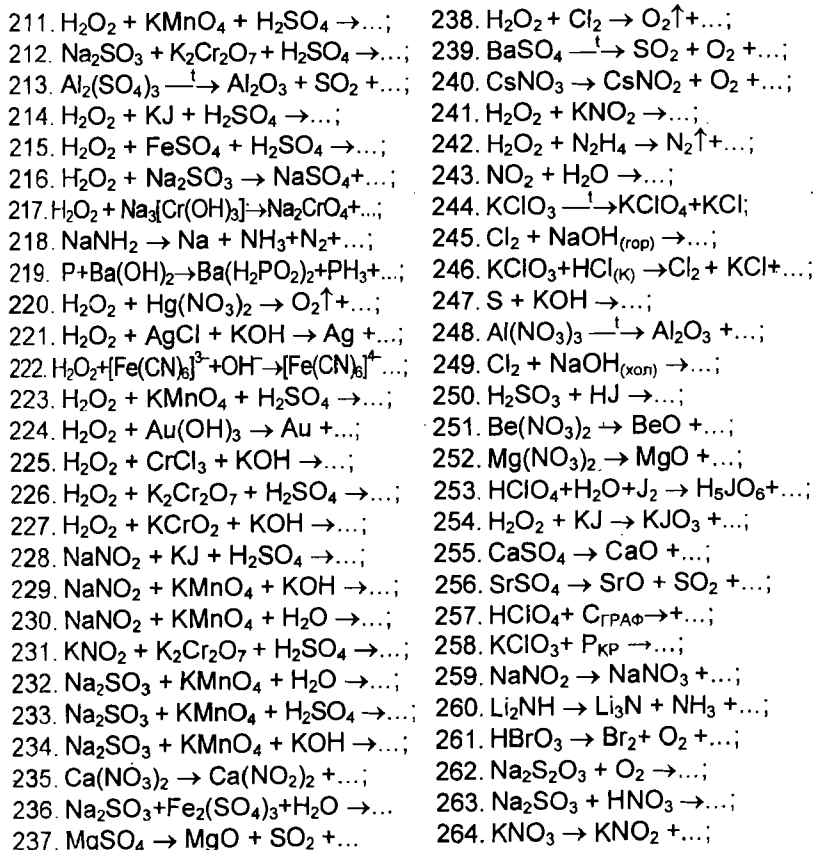 211. H₂O₂ + KMnO₄ + H₂SO₄ →...;
212. Na₂SO₃ + K₂Cr₂O₇ + H₂SO₄ →...;
213. Al₂(SO₄)₃ —t→ Al₂O₃ + SO₂ +...;
214. H₂O₂ + KJ + H₂SO₄ →...;
215. H₂O₂ + FeSO₄ + H₂SO₄ →...;
216. H₂O₂ + Na₂SO₃ → NaSO₄+...;
217. H₂O₂ + Na₃[Cr(OH)₃]→Na₂CrO₄+...;
218. NaNH₂ → Na + NH₃+N₂+...;
219. P+Ba(OH)₂→Ba(H₂PO₂)₂+PH₃+...;
220. H₂O₂ + Hg(NO₃)₂ → O₂↑+...;
221. H₂O₂ + AgCl + KOH → Ag +...;
222. H₂O₂+[Fe(CN)₆]³⁻+OH⁻→[Fe(CN)₆]⁴⁻...;
223. H₂O₂ + KMnO₄ + H₂SO₄ →...;
224. H₂O₂ + Au(OH)₃ → Au +...;
225. H₂O₂ + CrCl₃ + KOH →...;
226. H₂O₂ + K₂Cr₂O₇ + H₂SO₄ →...;
227. H₂O₂ + KCrO₂ + KOH →...;
228. NaNO₂ + KJ + H₂SO₄ →...;
229. NaNO₂ + KMnO₄ + KOH →...;
230. NaNO₂ + KMnO₄ + H₂O →...;
231. KNO₂ + K₂Cr₂O₇ + H₂SO₄ →...;
232. Na₂SO₃ + KMnO₄ + H₂O →...;
233. Na₂SO₃ + KMnO₄ + H₂SO₄ →...;
234. Na₂SO₃ + KMnO₄ + KOH →...;
235. Ca(NO₃)₂ → Ca(NO₂)₂ +...;
236. Na₂SO₃+Fe₂(SO₄)₃+H₂O →...
237. MgSO₄ → MgO + SO₂ +...
238. H₂O₂ + Cl₂ → O₂↑+...;
239. BaSO₄ —t→ SO₂ + O₂ +...;
240. CsNO₃ → CsNO₂ + O₂ +...;
241. H₂O₂ + KNO₂ →...;
242. H₂O₂ + N₂H₄ → N₂↑+...;
243. NO₂ + H₂O →...;
244. KClO₃ —t→KClO₄+KCl;
245. Cl₂ + NaOH(гор) →...;
246. KClO₃+HCl(К) →Cl₂ + KCl+...;
247. S + KOH →...;
248. Al(NO₃)₃ —t→ Al₂O₃ +...;
249. Cl₂ + NaOH(хол) →...;
250. H₂SO₃ + HJ →...;
251. Be(NO₃)₂ → BeO +...;
252. Mg(NO₃)₂ → MgO +...;
253. HClO₄+H₂O+J₂ → H₅JO₆+...;
254. H₂O₂ + KJ → KJO₃ +...;
255. CaSO₄ → CaO +...;
256. SrSO₄ → SrO + SO₂ +...;
257. HClO₄+ CГРАФ→+...;
258. KClO₃+ PКР →...;
259. NaNO₂ → NaNO₃ +...;
260. Li₂NH → Li₃N + NH₃ +...;
261. HBrO₃ → Br₂+ O₂ +...;
262. Na₂S₂O₃ + O₂ →...;
263. Na₂SO₃ + HNO₃ →...;
264. KNO₃ → KNO₂ +...;